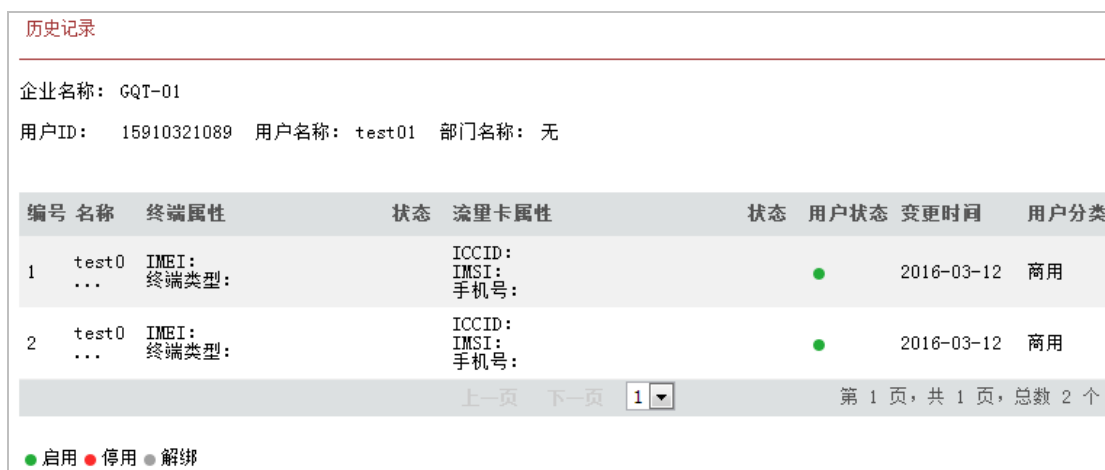 历史记录
企业名称: GQT-01
用户ID: 15910321089 用户名称: test01 部门名称: 无
编号 名称 终端属性 状态 流量卡属性 状态 用户状态 变更时间 用户分类
1 test0... IMEI: 终端类型: ICCID: IMSI: 手机号: 2016-03-12 商用
2 test0... IMEI: 终端类型: ICCID: IMSI: 手机号: 2016-03-12 商用
上一页 下一页 1 第 1 页，共 1 页，总数 2 个
启用 停用 解绑